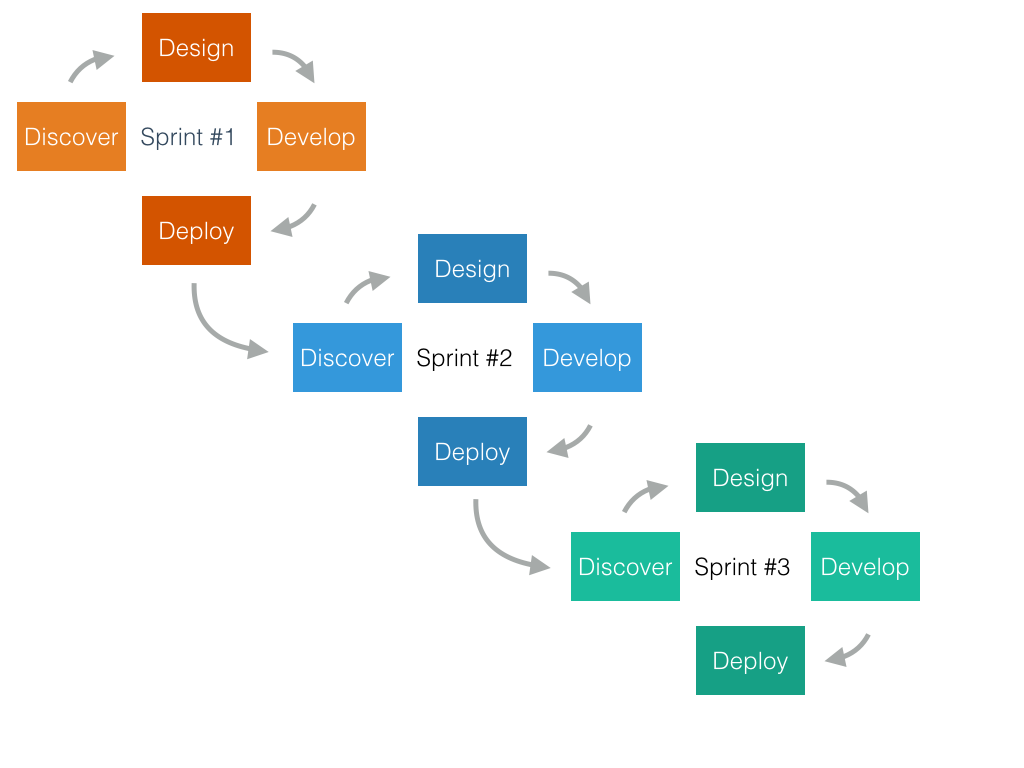 Design
Discover
Sprint #1
Develop
Deploy
Design
Discover
Sprint #2
Develop
Deploy
Design
Discover
Sprint #3
Develop
Deploy